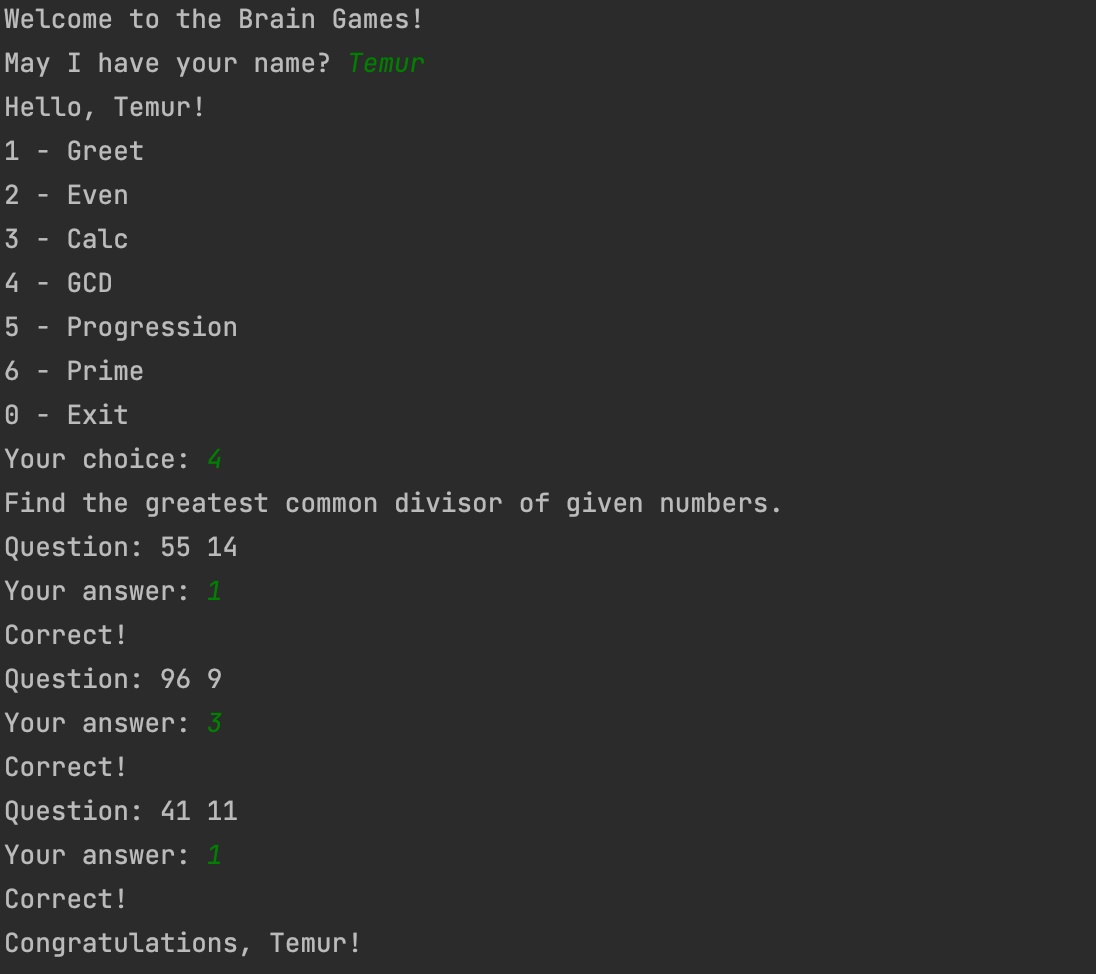 Welcome to the Brain Games!
May I have your name? Temur
Hello, Temur!
1 - Greet
2 - Even
3 - Calc
4 - GCD
5 - Progression
6 - Prime
0 - Exit
Your choice: 4
Find the greatest common divisor of given numbers.
Question: 55 14
Your answer: 1
Correct!
Question: 96 9
Your answer: 3
Correct!
Question: 41 11
Your answer: 1
Correct!
Congratulations, Temur!